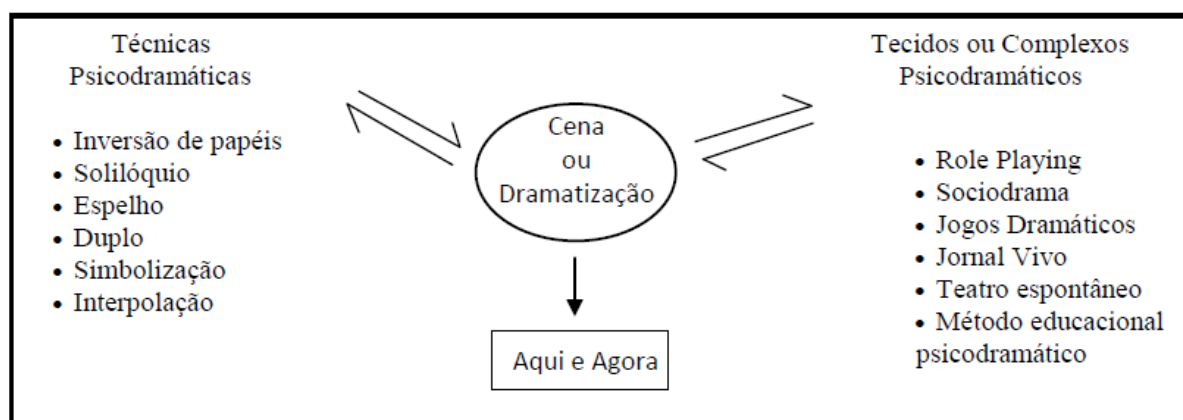 Técnicas
Psicodramáticas
• Inversão de papéis
• Solilóquio
• Espelho
• Duplo
• Simbolização
• Interpolação
Cena
ou
Dramatização
Aqui e Agora
Tecidos ou Complexos
Psicodramáticos
• Role Playing
• Sociodrama
• Jogos Dramáticos
• Jornal Vivo
• Teatro espontâneo
• Método educacional
psicodramático